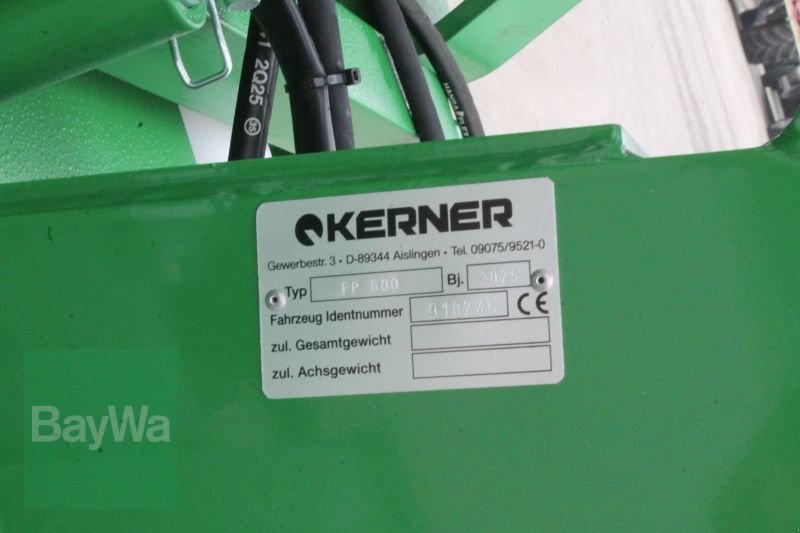 2Q25
KERNER
Gewerbestr. 3 • D-89344 Aislingen • Tel. 09075/9521-0
Typ FP 600 Bj. 2025
Fahrzeug Identnummer CE
zul. Gesamtgewicht
zul. Achsgewicht
BayWa